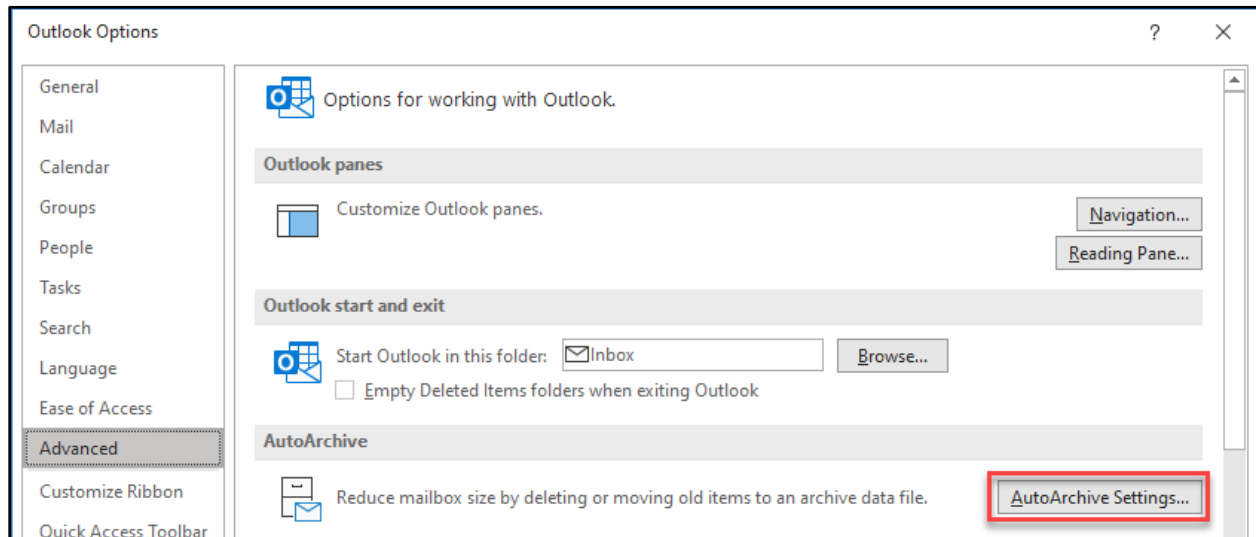 Outlook Options
?
General
Mail
Calendar
Groups
People
Tasks
Search
Language
Ease of Access
Advanced
Customize Ribbon
Quick Access Toolbar
Options for working with Outlook.
Outlook panes
Customize Outlook panes.
Navigation...
Reading Pane...
Outlook start and exit
Start Outlook in this folder: Inbox Browse...
Empty Deleted Items folders when exiting Outlook
AutoArchive
Reduce mailbox size by deleting or moving old items to an archive data file. AutoArchive Settings...